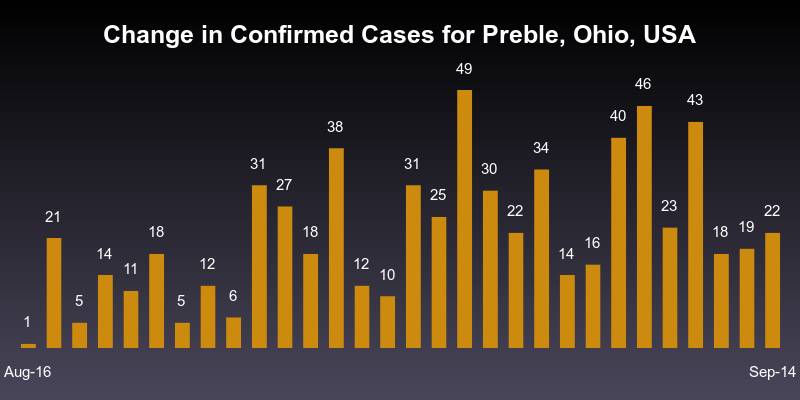 Change in Confirmed Cases for Preble, Ohio, USA
1 21 5 14 11 18 5 12 6 31 27 18 38 12 10 31 25 49 30 22 34 14 16 40 46 23 43 18 19 22
Aug-16 Sep-14